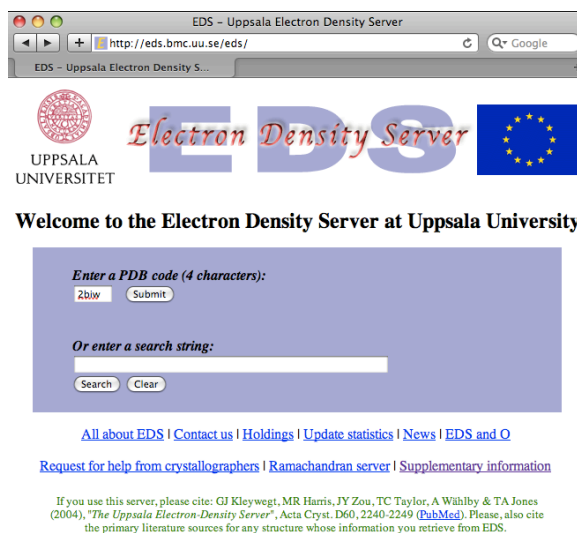 EDS – Uppsala Electron Density Server
http://eds.bmc.uu.se/eds/
Google
EDS – Uppsala Electron Density S...
UPPSALA
UNIVERSITET
EDS
Electron Density Server
Welcome to the Electron Density Server at Uppsala University
Enter a PDB code (4 characters):
2biw Submit
Or enter a search string:
Search Clear
All about EDS | Contact us | Holdings | Update statistics | News | EDS and O
Request for help from crystallographers | Ramachandran server | Supplementary information
If you use this server, please cite: GJ Kleywegt, MR Harris, JY Zou, TC Taylor, A Wählby & TA Jones
(2004), "The Uppsala Electron-Density Server", Acta Cryst. D60, 2240-2249 (PubMed). Please, also cite
the primary literature sources for any structure whose information you retrieve from EDS.